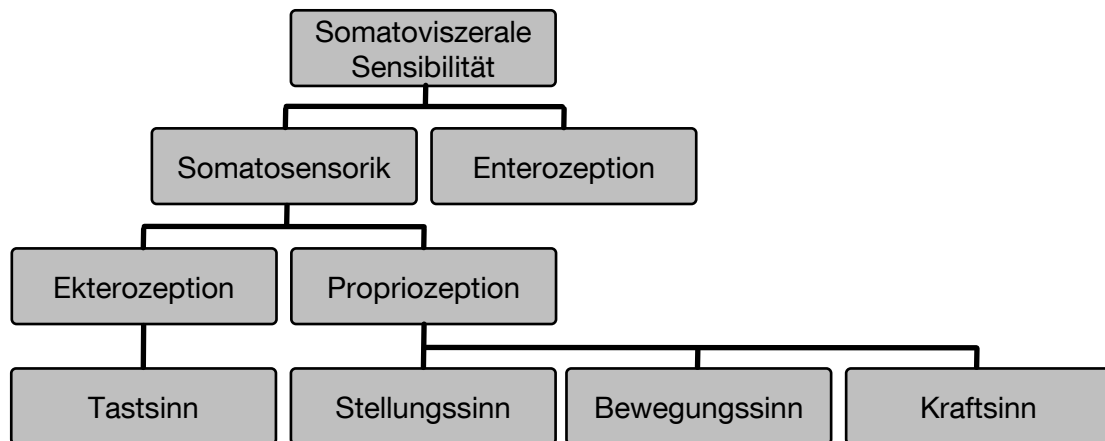 Somatoviszerale
Sensibilität
Somatosensorik
Enterozeption
Ekterozeption
Propriozeption
Tastsinn
Stellungssinn
Bewegungssinn
Kraftsinn